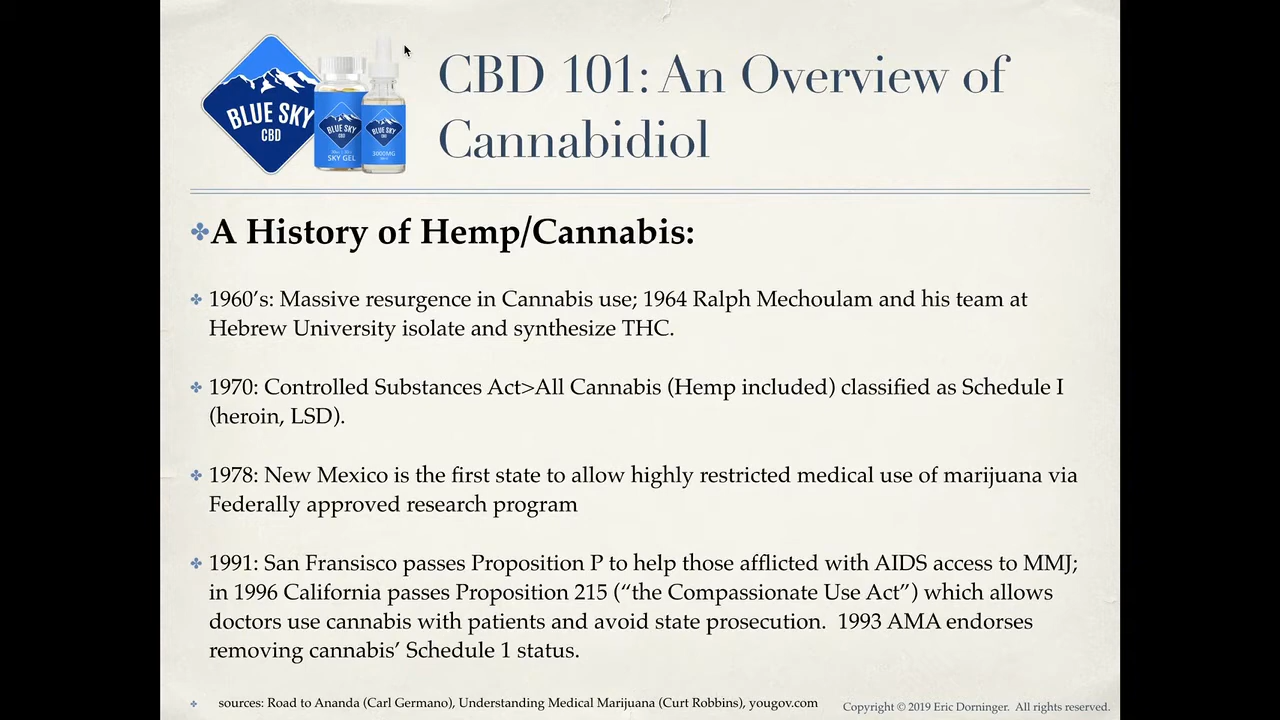 BLUE SKY
CBD
BLUE SKY
CBD
SKY GEL
BLUE SKY
CBD
3000MG
CBD 101: An Overview of
Cannabidiol
A History of Hemp/Cannabis:
1960’s: Massive resurgence in Cannabis use; 1964 Ralph Mechoulam and his team at
Hebrew University isolate and synthesize THC.
1970: Controlled Substances Act>All Cannabis (Hemp included) classified as Schedule I
(heroin, LSD).
1978: New Mexico is the first state to allow highly restricted medical use of marijuana via
Federally approved research program
1991: San Fransisco passes Proposition P to help those afflicted with AIDS access to MMJ;
in 1996 California passes Proposition 215 (“the Compassionate Use Act”) which allows
doctors use cannabis with patients and avoid state prosecution.  1993 AMA endorses
removing cannabis’ Schedule 1 status.
sources: Road to Ananda (Carl Germano), Understanding Medical Marijuana (Curt Robbins), yougov.com
Copyright © 2019 Eric Dorninger.  All rights reserved.